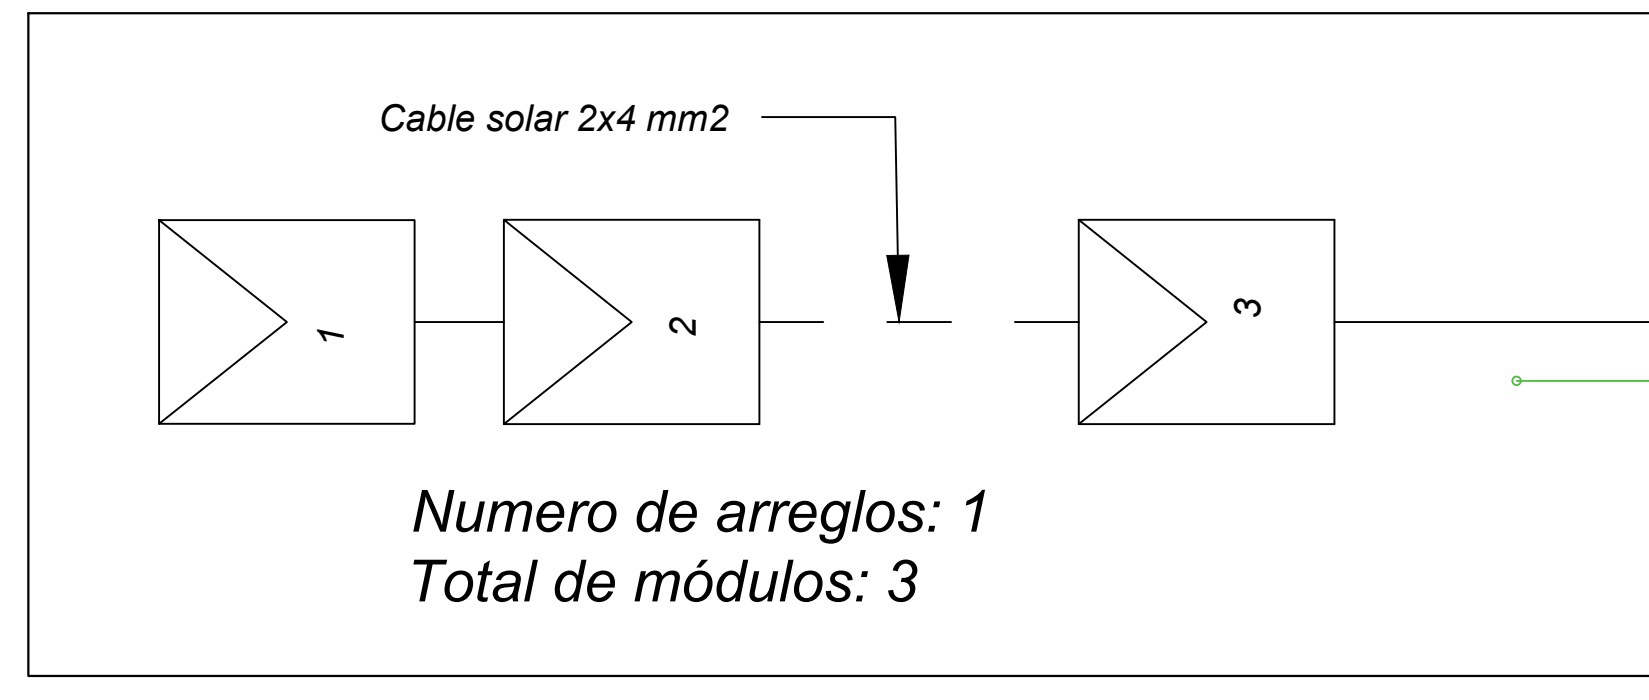 Cable solar 2x4 mm2
1
2
3
Numero de arreglos: 1
Total de módulos: 3